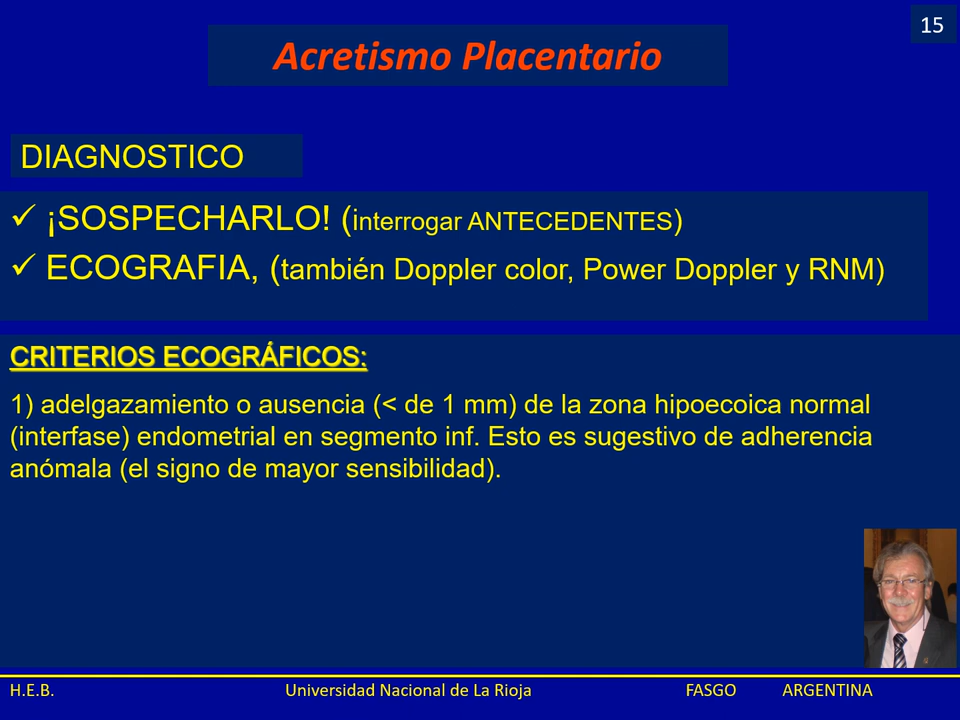 15
Acretismo Placentario
DIAGNOSTICO
✓ ¡SOSPECHARLO! (interrogar ANTECEDENTES)
✓ ECOGRAFIA, (también Doppler color, Power Doppler y RNM)
CRITERIOS ECOGRÁFICOS:
1) adelgazamiento o ausencia (< de 1 mm) de la zona hipoecoica normal
(interfase) endometrial en segmento inf. Esto es sugestivo de adherencia
anómala (el signo de mayor sensibilidad).
H.E.B. Universidad Nacional de La Rioja FASGO ARGENTINA